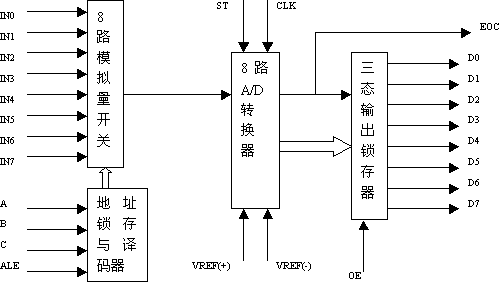 ST
CLK
IN0
IN1
IN2
IN3
IN4
IN5
IN6
IN7
8
路
模
拟
量
开
关
8 路
A/D
转
换
器
EOC
三
态
输
出
锁
存
器
D0
D1
D2
D3
D4
D5
D6
D7
A
B
C
ALE
地 址
锁 存
与 译
码器
VREF(+)
VREF(-)
OE